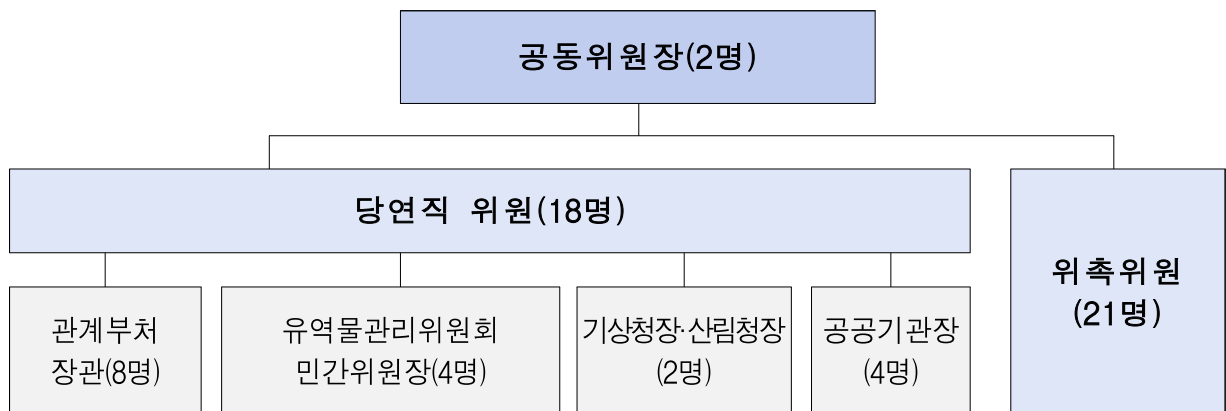 공동위원장(2명)
당연직 위원(18명)
위촉위원
(21명)
관계부처
장관(8명)
유역물관리위원회
민간위원장(4명)
기상청장·산림청장
(2명)
공공기관장
(4명)